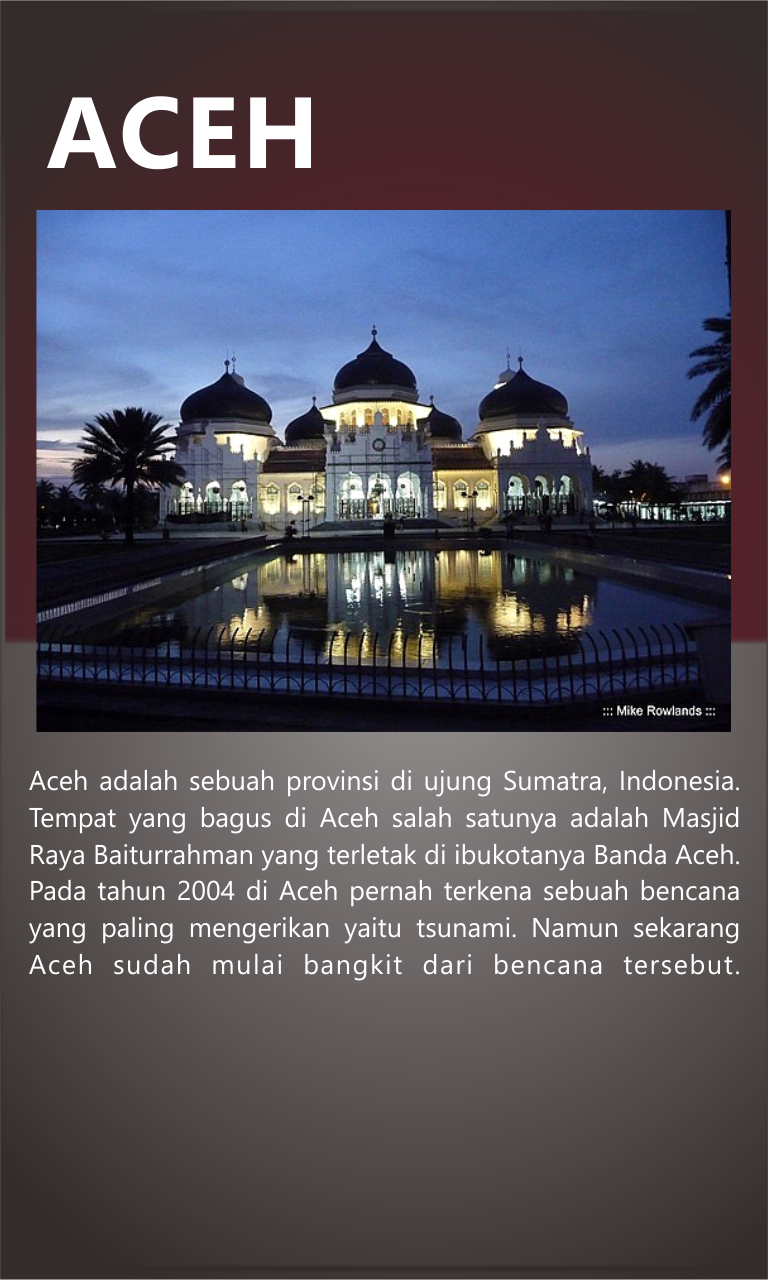 ACEH
::: Mike Rowlands :::
Aceh adalah sebuah provinsi di ujung Sumatra, Indonesia.
Tempat yang bagus di Aceh salah satunya adalah Masjid
Raya Baiturrahman yang terletak di ibukotanya Banda Aceh.
Pada tahun 2004 di Aceh pernah terkena sebuah bencana
yang paling mengerikan yaitu tsunami. Namun sekarang
Aceh sudah mulai bangkit dari bencana tersebut.